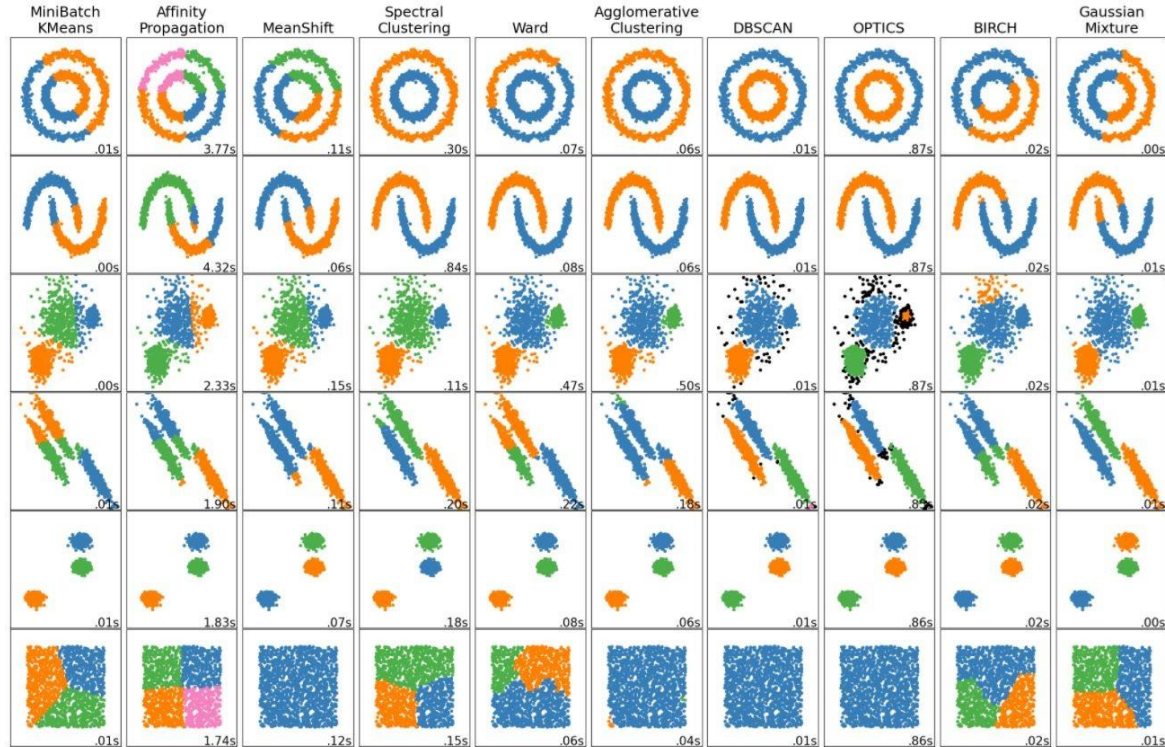 MiniBatch
KMeans
Affinity
Propagation
MeanShift
Spectral
Clustering
Ward
Agglomerative
Clustering
DBSCAN
OPTICS
BIRCH
Gaussian
Mixture
.01s 3.77s .11s .30s .07s .06s .01s .87s .02s .00s
.00s 4.32s .06s .84s .08s .06s .01s .87s .02s .01s
.00s 2.33s .15s .11s .47s .50s .01s .87s .02s .01s
.01s 1.90s .11s .20s .22s .18s .01s .85s .02s .01s
.01s 1.83s .07s .18s .08s .06s .01s .86s .02s .00s
.01s 1.74s .12s .15s .06s .04s .01s .86s .02s .01s